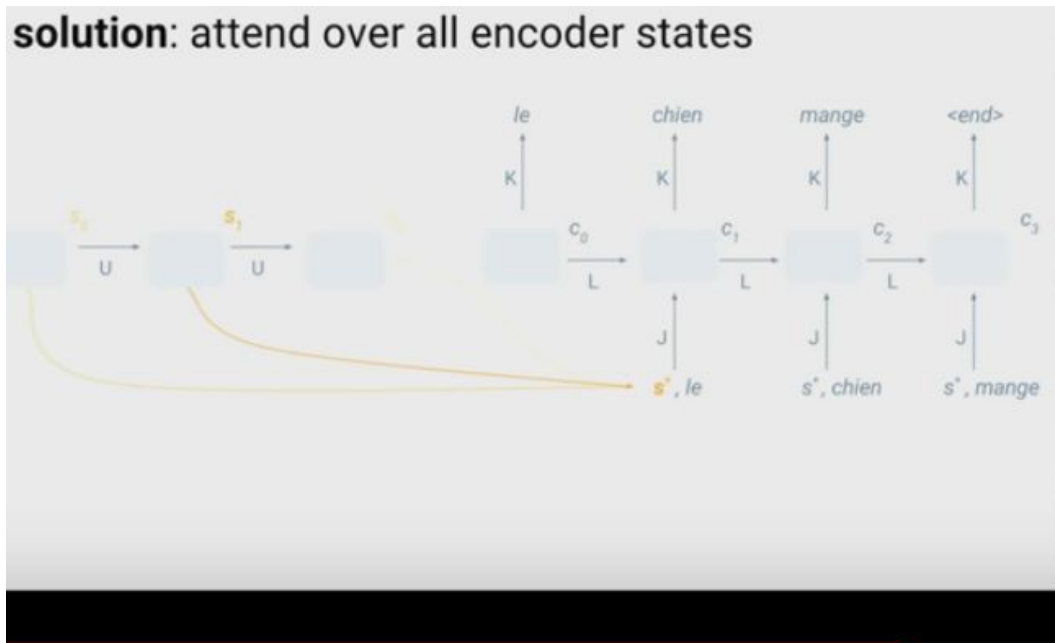 solution: attend over all encoder states
le chien mange <end>
K K K K
s₀ s₁ c₀ c₁ c₂ c₃
U U L L L
J J J
s*, le s*, chien s*, mange